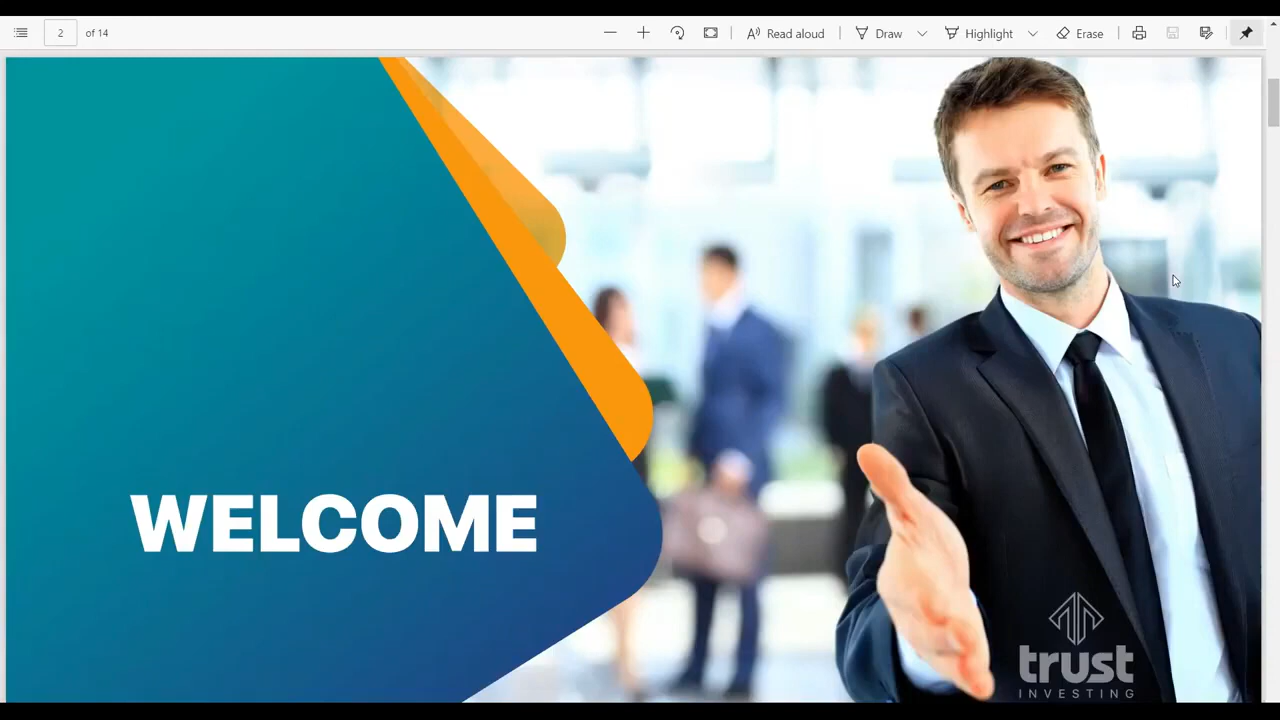 2 of 14
Read aloud
Draw
Highlight
Erase
WELCOME
trust
INVESTING